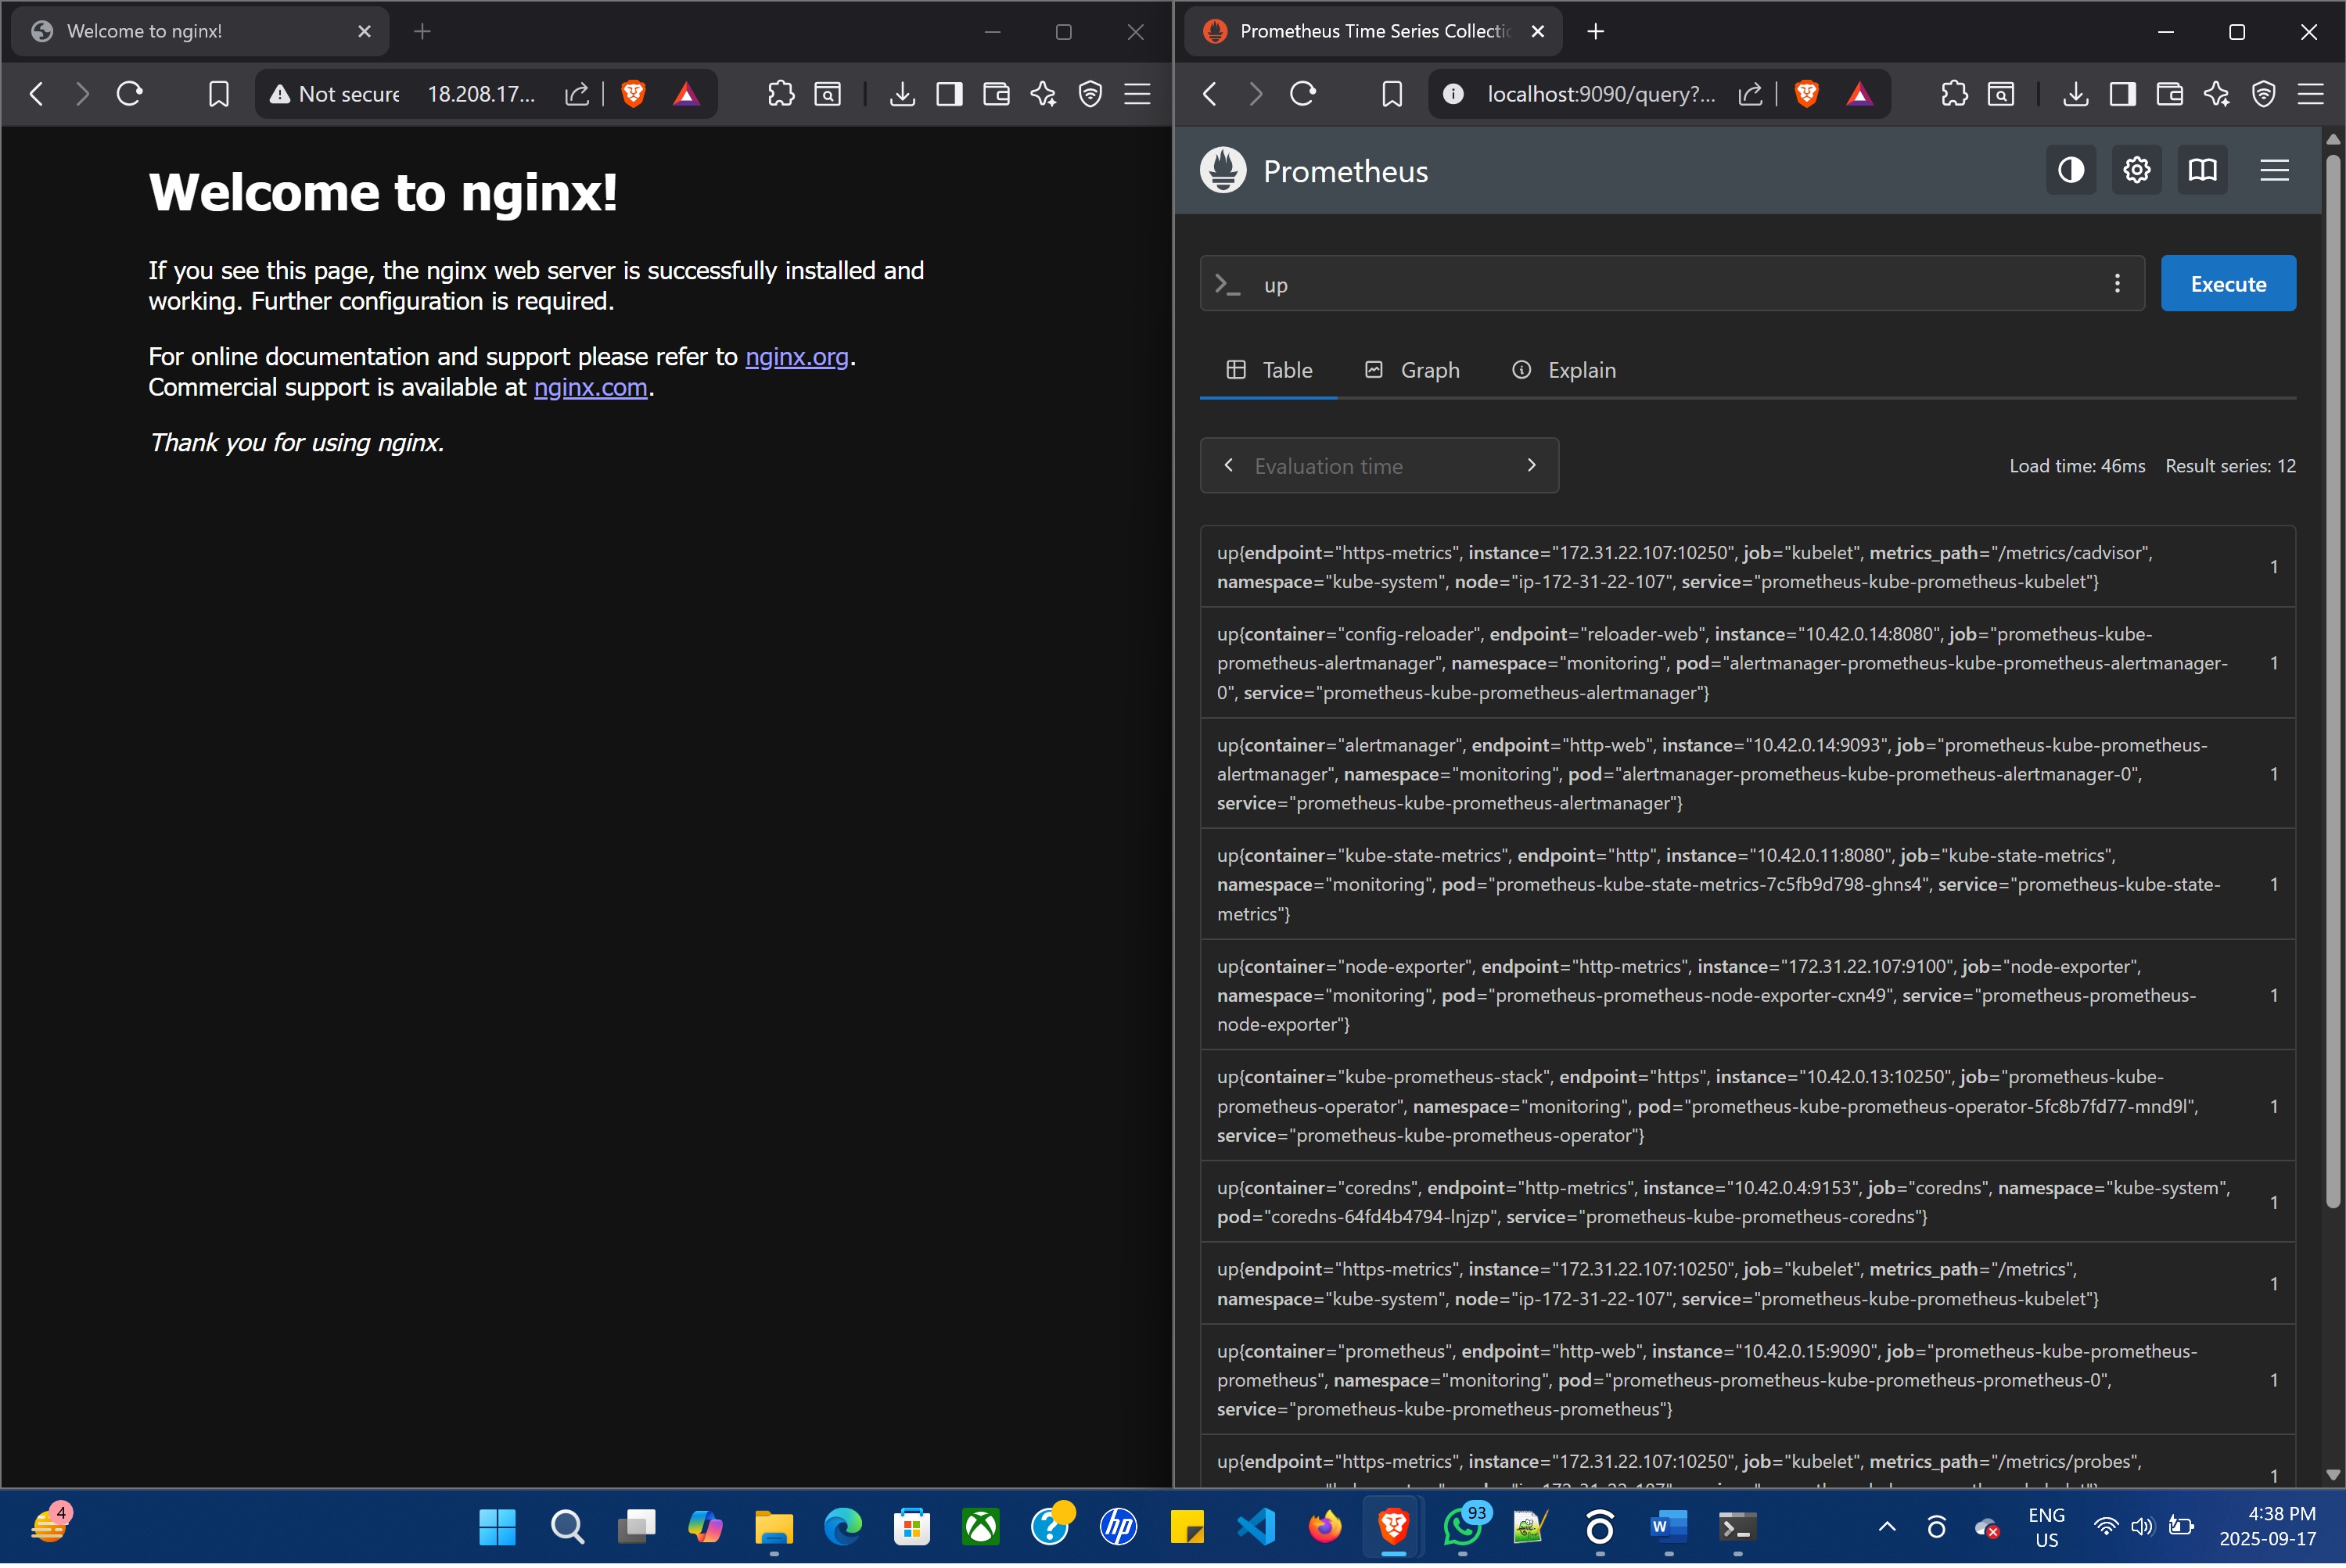 Welcome to nginx!
Not secure 18.208.17...
Welcome to nginx!
If you see this page, the nginx web server is successfully installed and
working. Further configuration is required.
For online documentation and support please refer to nginx.org.
Commercial support is available at nginx.com.
Thank you for using nginx.
Prometheus Time Series Collecti
localhost:9090/query?...
Prometheus
>_ up
Execute
Table Graph Explain
Evaluation time
Load time: 46ms Result series: 12
up{endpoint="https-metrics", instance="172.31.22.107:10250", job="kubelet", metrics_path="/metrics/cadvisor",
namespace="kube-system", node="ip-172-31-22-107", service="prometheus-kube-prometheus-kubelet"} 1
up{container="config-reloader", endpoint="reloader-web", instance="10.42.0.14:8080", job="prometheus-kube-
prometheus-alertmanager", namespace="monitoring", pod="alertmanager-prometheus-kube-prometheus-alertmanager- 1
0", service="prometheus-kube-prometheus-alertmanager"}
up{container="alertmanager", endpoint="http-web", instance="10.42.0.14:9093", job="prometheus-kube-prometheus-
alertmanager", namespace="monitoring", pod="alertmanager-prometheus-kube-prometheus-alertmanager-0", 1
service="prometheus-kube-prometheus-alertmanager"}
up{container="kube-state-metrics", endpoint="http", instance="10.42.0.11:8080", job="kube-state-metrics",
namespace="monitoring", pod="prometheus-kube-state-metrics-7c5fb9d798-ghns4", service="prometheus-kube-state- 1
metrics"}
up{container="node-exporter", endpoint="http-metrics", instance="172.31.22.107:9100", job="node-exporter",
namespace="monitoring", pod="prometheus-prometheus-node-exporter-cxn49", service="prometheus-prometheus- 1
node-exporter"}
up{container="kube-prometheus-stack", endpoint="https", instance="10.42.0.13:10250", job="prometheus-kube-
prometheus-operator", namespace="monitoring", pod="prometheus-kube-prometheus-operator-5fc8b7fd77-mnd9l", 1
service="prometheus-kube-prometheus-operator"}
up{container="coredns", endpoint="http-metrics", instance="10.42.0.4:9153", job="coredns", namespace="kube-system",
pod="coredns-64fd4b4794-lnjzp", service="prometheus-kube-prometheus-coredns"} 1
up{endpoint="https-metrics", instance="172.31.22.107:10250", job="kubelet", metrics_path="/metrics",
namespace="kube-system", node="ip-172-31-22-107", service="prometheus-kube-prometheus-kubelet"} 1
up{container="prometheus", endpoint="http-web", instance="10.42.0.15:9090", job="prometheus-kube-prometheus-
prometheus", namespace="monitoring", pod="prometheus-prometheus-kube-prometheus-prometheus-0", 1
service="prometheus-kube-prometheus-prometheus"}
up{endpoint="https-metrics", instance="172.31.22.107:10250", job="kubelet", metrics_path="/metrics/probes",
1
4
hp
93
W
ENG
US
4:38 PM
2025-09-17